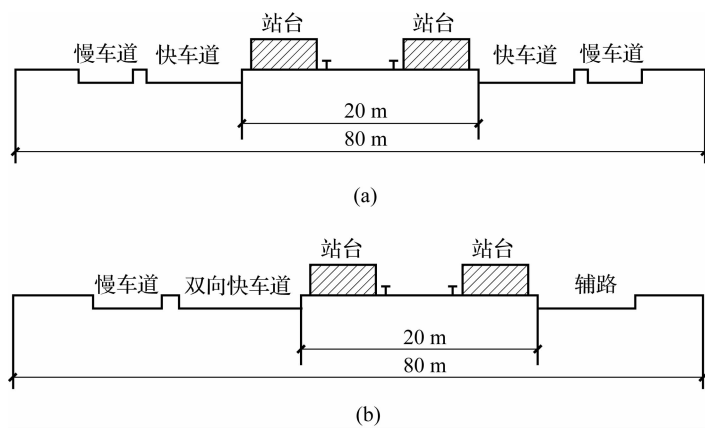 站台 站台
慢车道 快车道 快车道 慢车道
20 m
80 m
(a)
站台 站台
慢车道 双向快车道 辅路
20 m
80 m
(b)